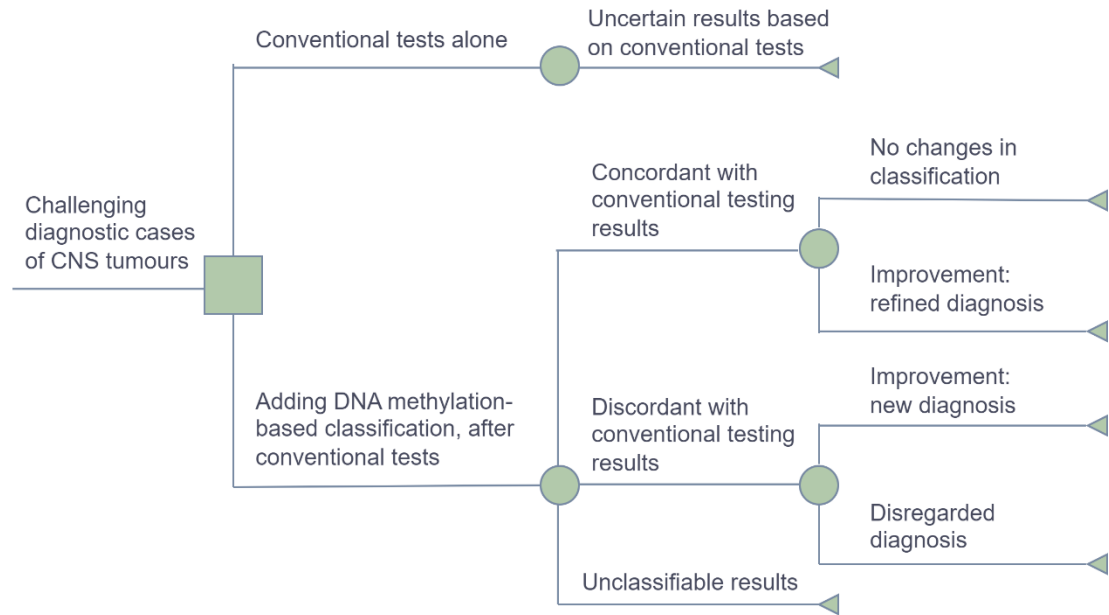 Challenging
diagnostic cases
of CNS tumours
Conventional tests alone
Uncertain results based
on conventional tests
Adding DNA methylation-
based classification, after
conventional tests
Concordant with
conventional testing
results
No changes in
classification
Improvement:
refined diagnosis
Discordant with
conventional testing
results
Improvement:
new diagnosis
Disregarded
diagnosis
Unclassifiable results